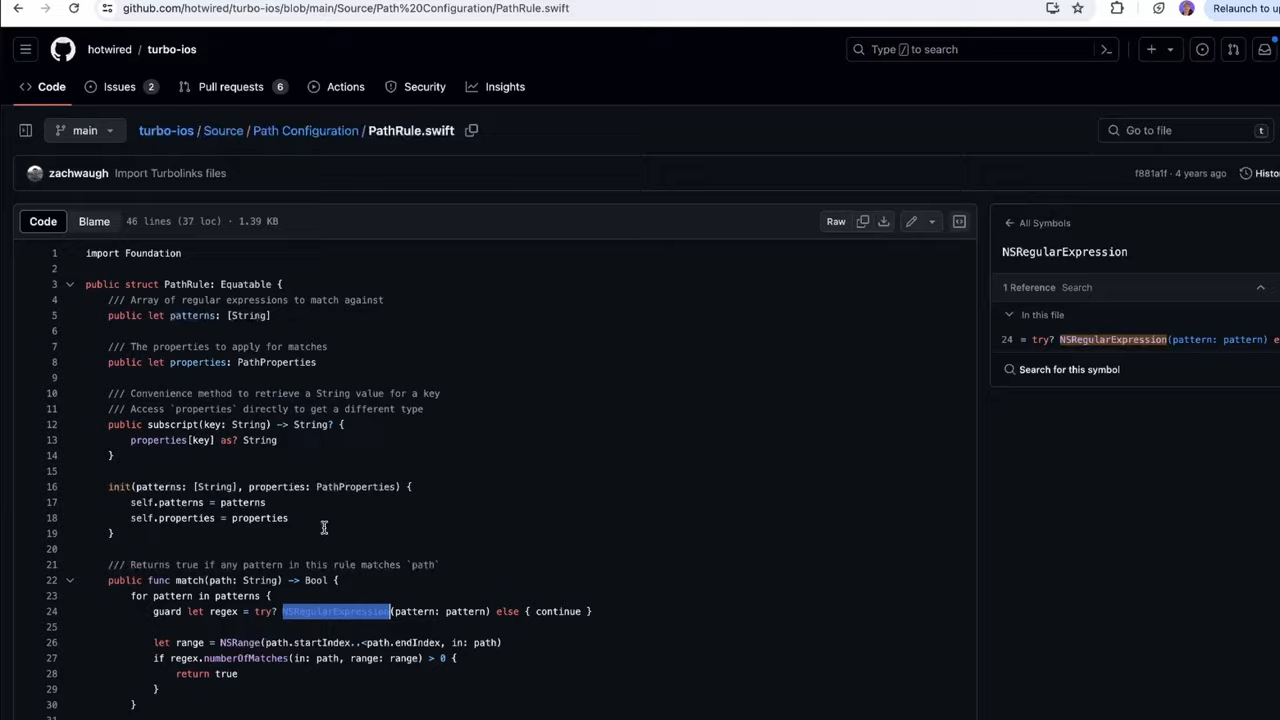 github.com/hotwired/turbo-ios/blob/main/Source/Path%20Configuration/PathRule.swift
Relaunch to up
hotwired / turbo-ios
Type / to search
Code
Issues 2
Pull requests 6
Actions
Security
Insights
main
turbo-ios / Source / Path Configuration / PathRule.swift
Go to file
t
zachwaugh Import Turbolinks files
f881a1f · 4 years ago
Histo
Code
Blame
46 lines (37 loc) · 1.39 KB
Raw
1 import Foundation
2
3 public struct PathRule: Equatable {
4 /// Array of regular expressions to match against
5 public let patterns: [String]
6
7 /// The properties to apply for matches
8 public let properties: PathProperties
9
10 /// Convenience method to retrieve a String value for a key
11 /// Access `properties` directly to get a different type
12 public subscript(key: String) -> String? {
13 properties[key] as? String
14 }
15
16 init(patterns: [String], properties: PathProperties) {
17 self.patterns = patterns
18 self.properties = properties
19 }
20
21 /// Returns true if any pattern in this rule matches `path`
22 public func match(path: String) -> Bool {
23 for pattern in patterns {
24 guard let regex = try? NSRegularExpression(pattern: pattern) else { continue }
25
26 let range = NSRange(path.startIndex..<path.endIndex, in: path)
27 if regex.numberOfMatches(in: path, range: range) > 0 {
28 return true
29 }
30 }
All Symbols
NSRegularExpression
1 Reference Search
In this file
24 = try? NSRegularExpression(pattern: pattern) e
Search for this symbol